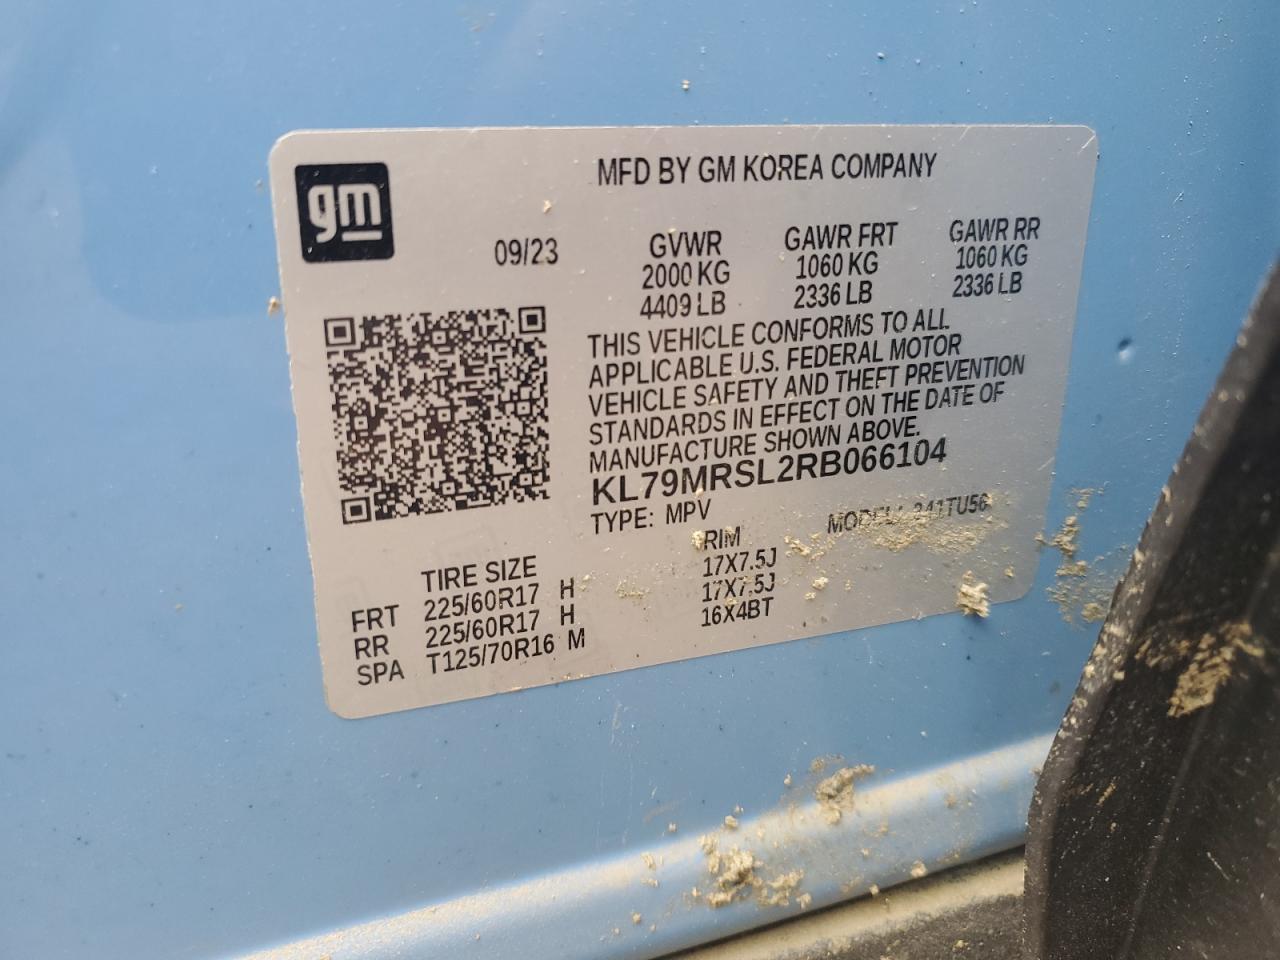 gm
MFD BY GM KOREA COMPANY
09/23
GVWR GAWR FRT GAWR RR
2000 KG 1060 KG 1060 KG
4409 LB 2336 LB 2336 LB
THIS VEHICLE CONFORMS TO ALL
APPLICABLE U.S. FEDERAL MOTOR
VEHICLE SAFETY AND THEFT PREVENTION
STANDARDS IN EFFECT ON THE DATE OF
MANUFACTURE SHOWN ABOVE.
KL79MRSL2RB066104
TYPE: MPV
TIRE SIZE RIM
FRT 225/60R17 H 17X7.5J
RR 225/60R17 H 17X7.5J
SPA T125/70R16 M 16X4BT